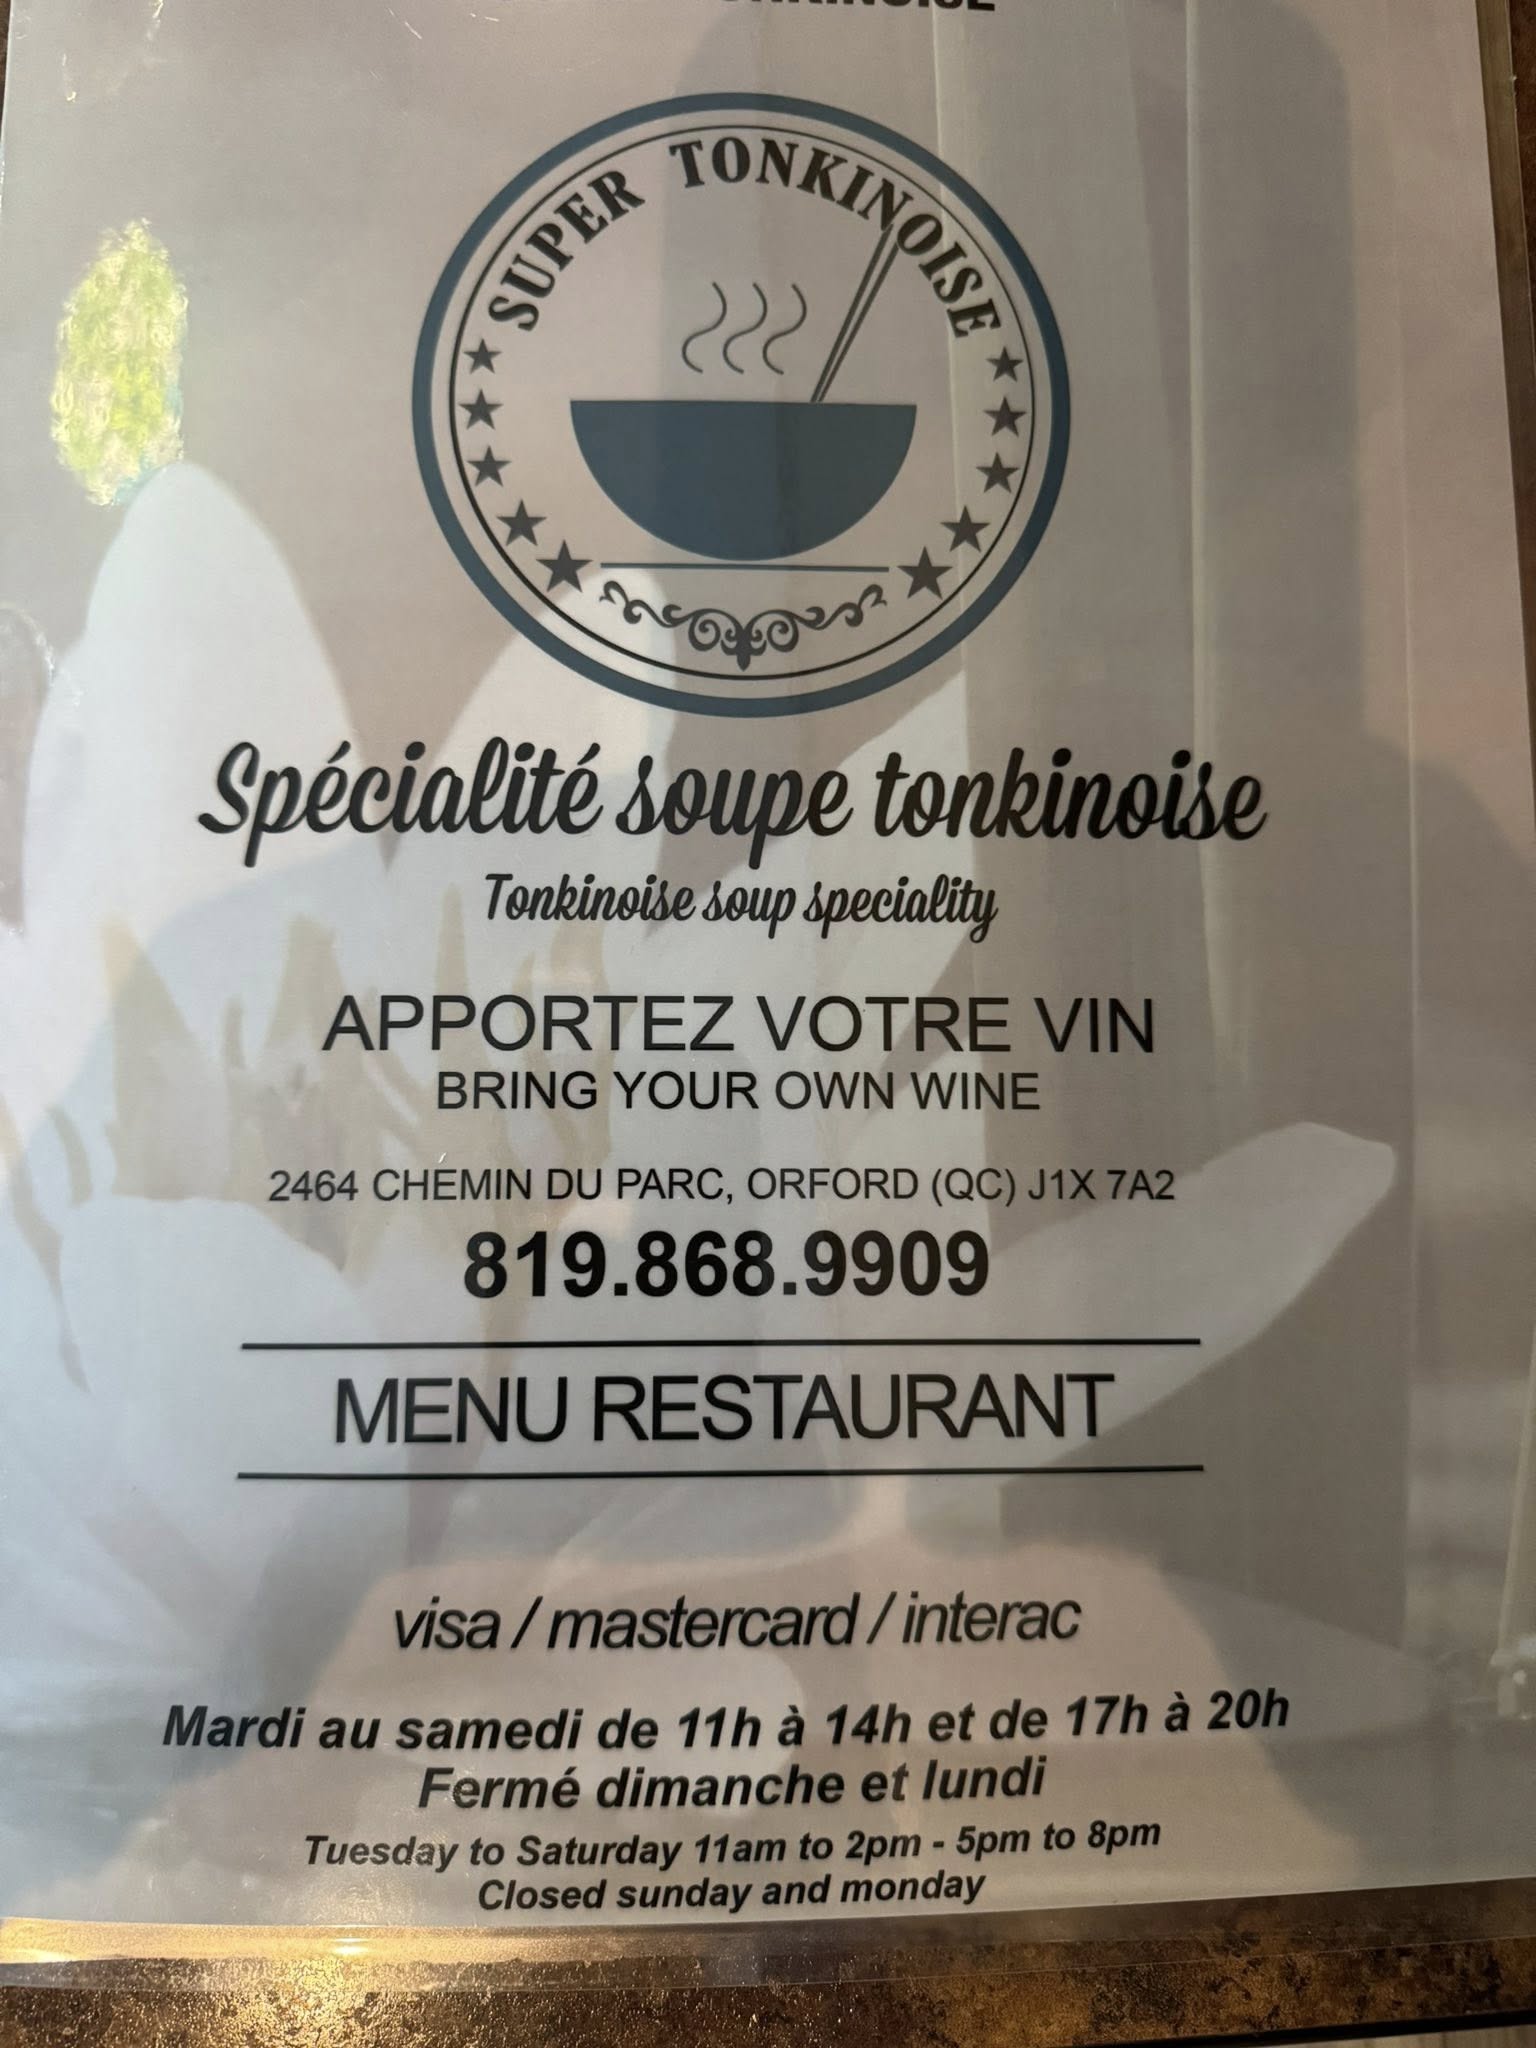 SUPER TONKINOISE
Spécialité soupe tonkinoise
Tonkinoise soup speciality
APPORTEZ VOTRE VIN
BRING YOUR OWN WINE
2464 CHEMIN DU PARC, ORFORD (QC) J1X 7A2
819.868.9909
MENU RESTAURANT
visa / mastercard / interac
Mardi au samedi de 11h à 14h et de 17h à 20h
Fermé dimanche et lundi
Tuesday to Saturday 11am to 2pm - 5pm to 8pm
Closed sunday and monday